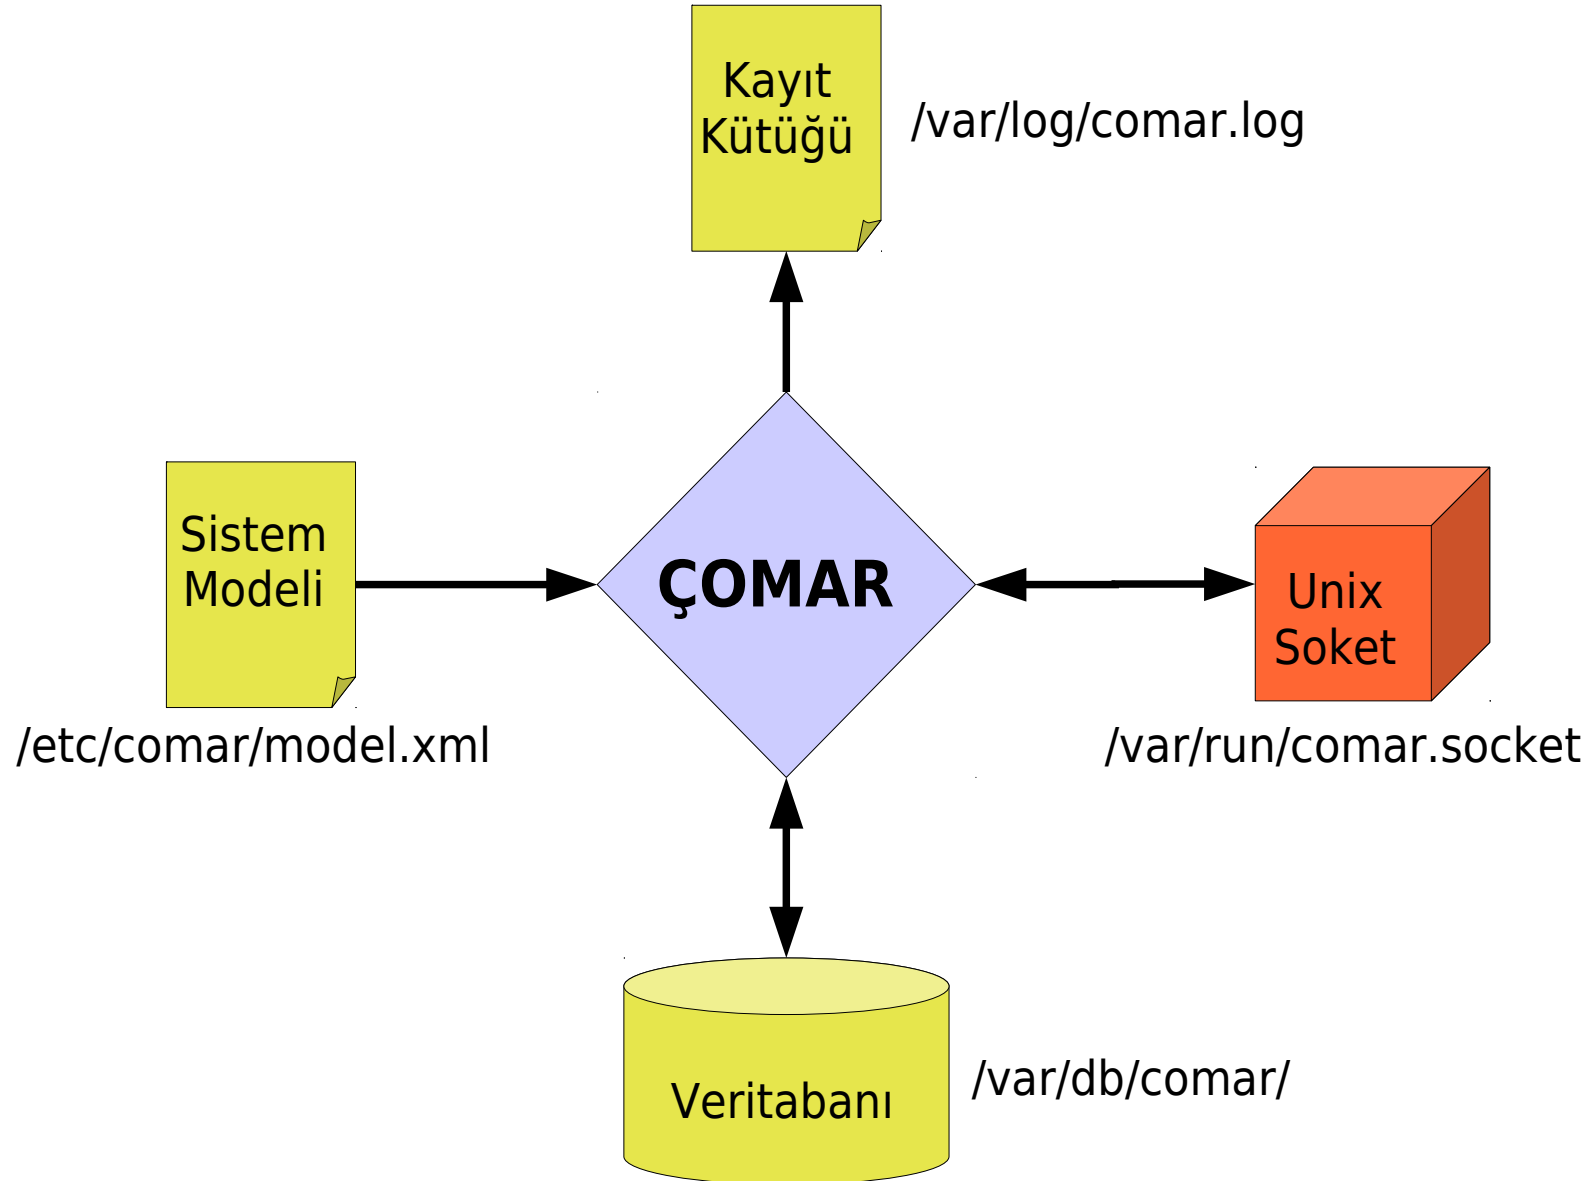 Kayıt
Kütüğü
/var/log/comar.log
Sistem
Modeli
/etc/comar/model.xml
ÇOMAR
Unix
Soket
/var/run/comar.socket
Veritabanı
/var/db/comar/